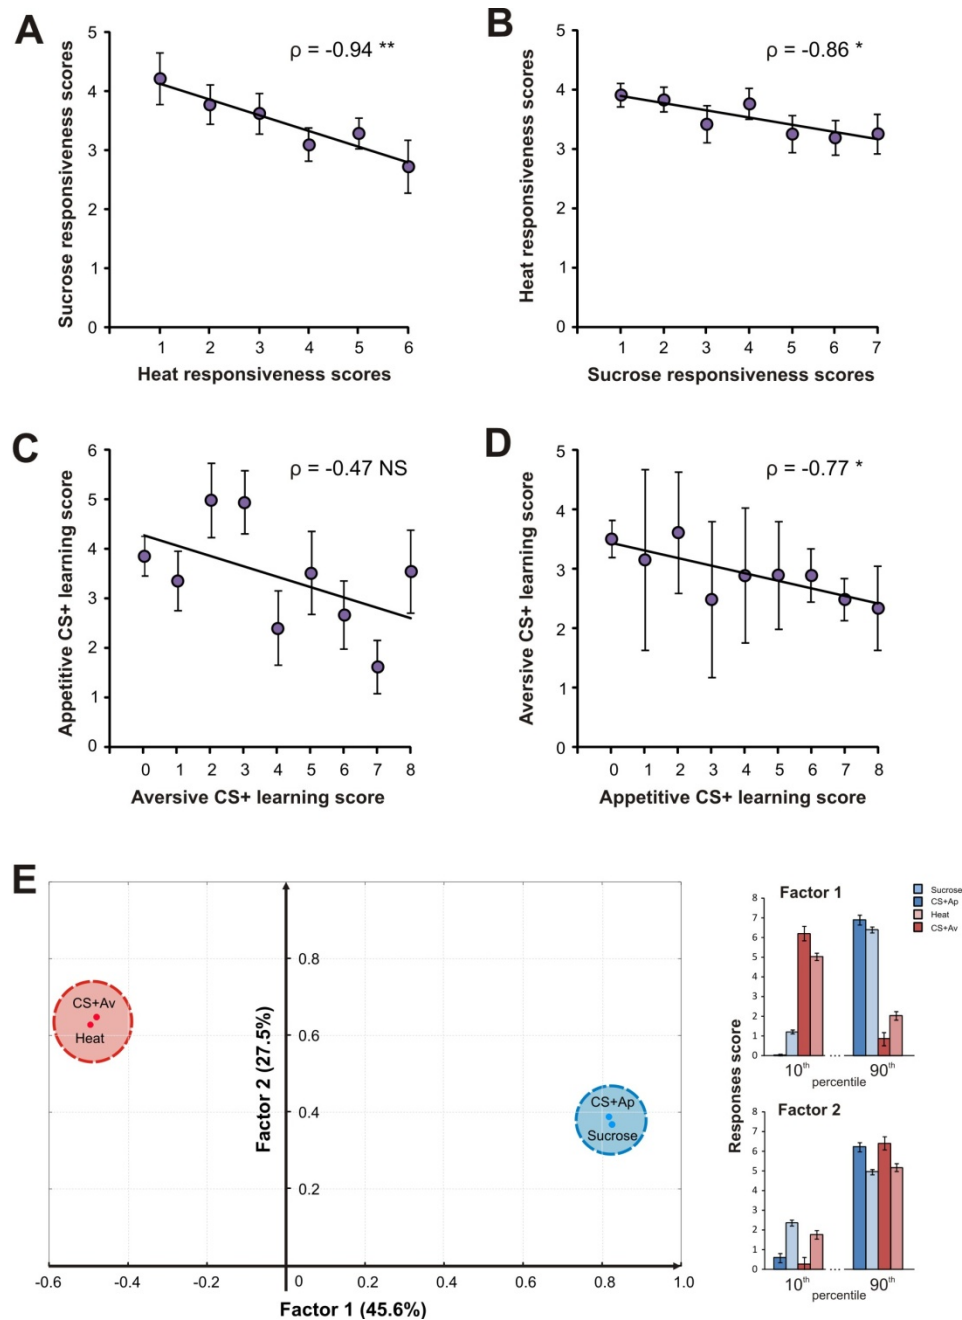 A
ρ = -0.94 **
Sucrose responsiveness scores
5
4
3
2
1
0
1 2 3 4 5 6
Heat responsiveness scores
B
ρ = -0.86 *
Heat responsiveness scores
5
4
3
2
1
0
1 2 3 4 5 6 7
Sucrose responsiveness scores
C
ρ = -0.47 NS
Appetitive CS+ learning score
6
5
4
3
2
1
0
0 1 2 3 4 5 6 7 8
Aversive CS+ learning score
D
ρ = -0.77 *
Aversive CS+ learning score
5
4
3
2
1
0
0 1 2 3 4 5 6 7 8
Appetitive CS+ learning score
E
CS+Av
Heat
CS+Ap
Sucrose
Factor 2 (27.5%)
0.8
0.6
0.4
0.2
-0.6 -0.4 -0.2 0 0.2 0.4 0.6 0.8 1.0
Factor 1 (45.6%)
Responses score
Factor 1
Sucrose
CS+Ap
Heat
CS+Av
8
7
6
5
4
3
2
1
0
10th ... 90th
percentile
Factor 2
8
7
6
5
4
3
2
1
0
10th ... 90th
percentile